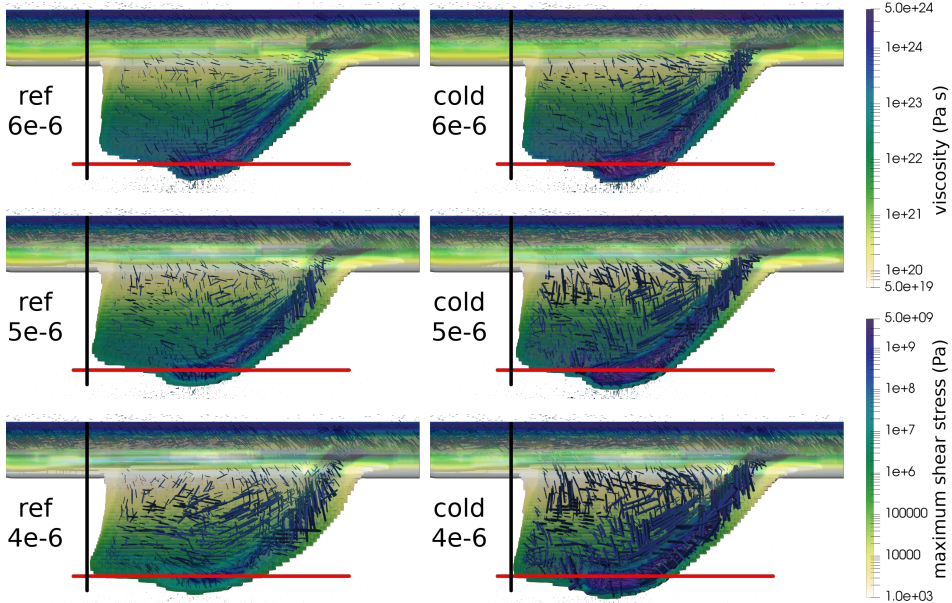 ref
6e-6
cold
6e-6
ref
5e-6
cold
5e-6
ref
4e-6
cold
4e-6
5.0e+24
1e+24
1e+23
1e+22
1e+21
1e+20
5.0e+19
viscosity (Pa s)
5.0e+09
1e+9
1e+8
1e+7
1e+6
100000
10000
1.0e+03
maximum shear stress (Pa)